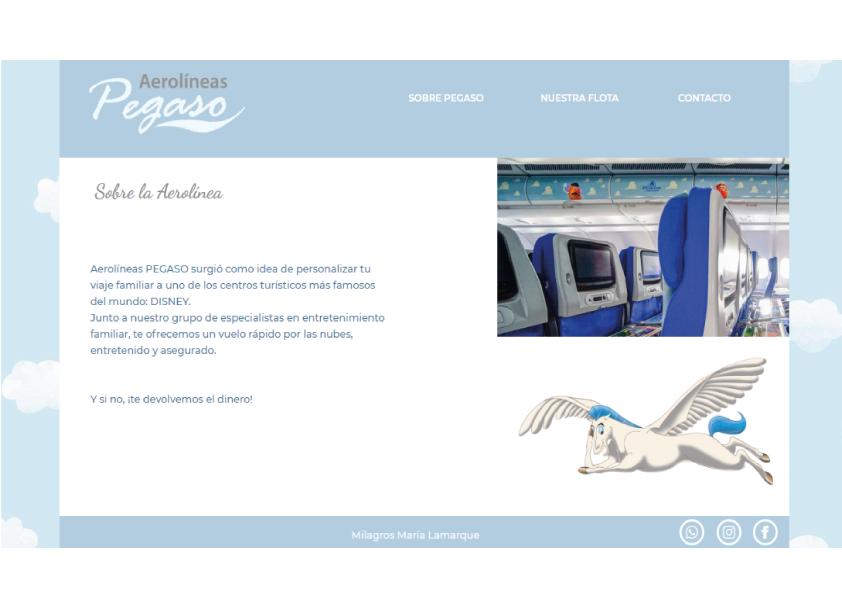 Aerolíneas
Pegaso
SOBRE PEGASO
NUESTRA FLOTA
CONTACTO
Sobre la Aerolínea
Aerolíneas PEGASO surgió como idea de personalizar tu
viaje familiar a uno de los centros turísticos más famosos
del mundo: DISNEY.
Junto a nuestro grupo de especialistas en entretenimiento
familiar, te ofrecemos un vuelo rápido por las nubes,
entretenido y asegurado.
Y si no, ¡te devolvemos el dinero!
Milagros María Lamarque